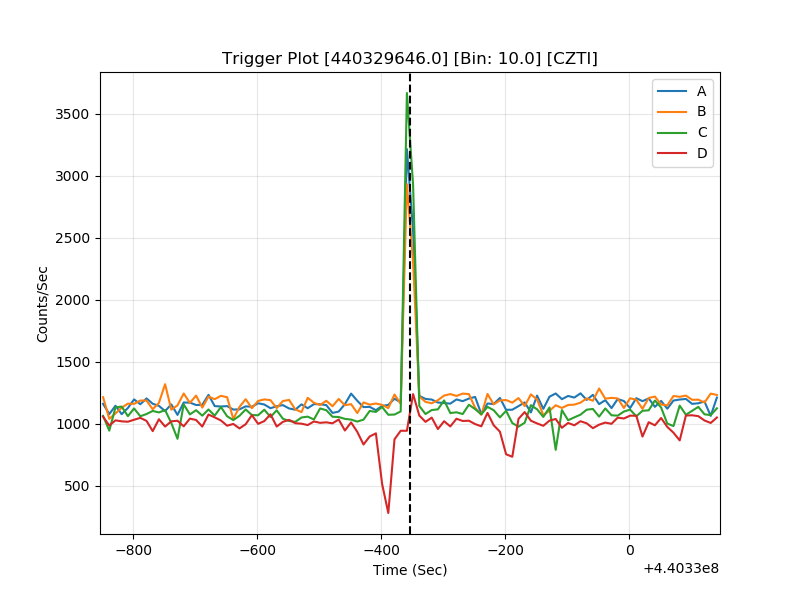 Trigger Plot [440329646.0] [Bin: 10.0] [CZTI]
A
B
C
D
3500
3000
2500
2000
1500
1000
500
Counts/Sec
−800
−600
−400
−200
0
Time (Sec)
+4.4033e8